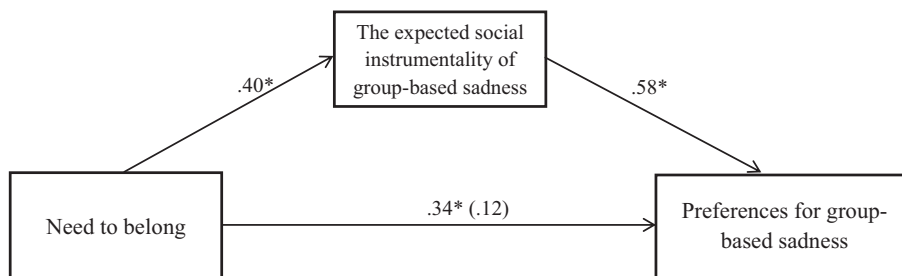 The expected social
instrumentality of
group-based sadness
.40*
.58*
Need to belong
.34* (.12)
Preferences for group-
based sadness